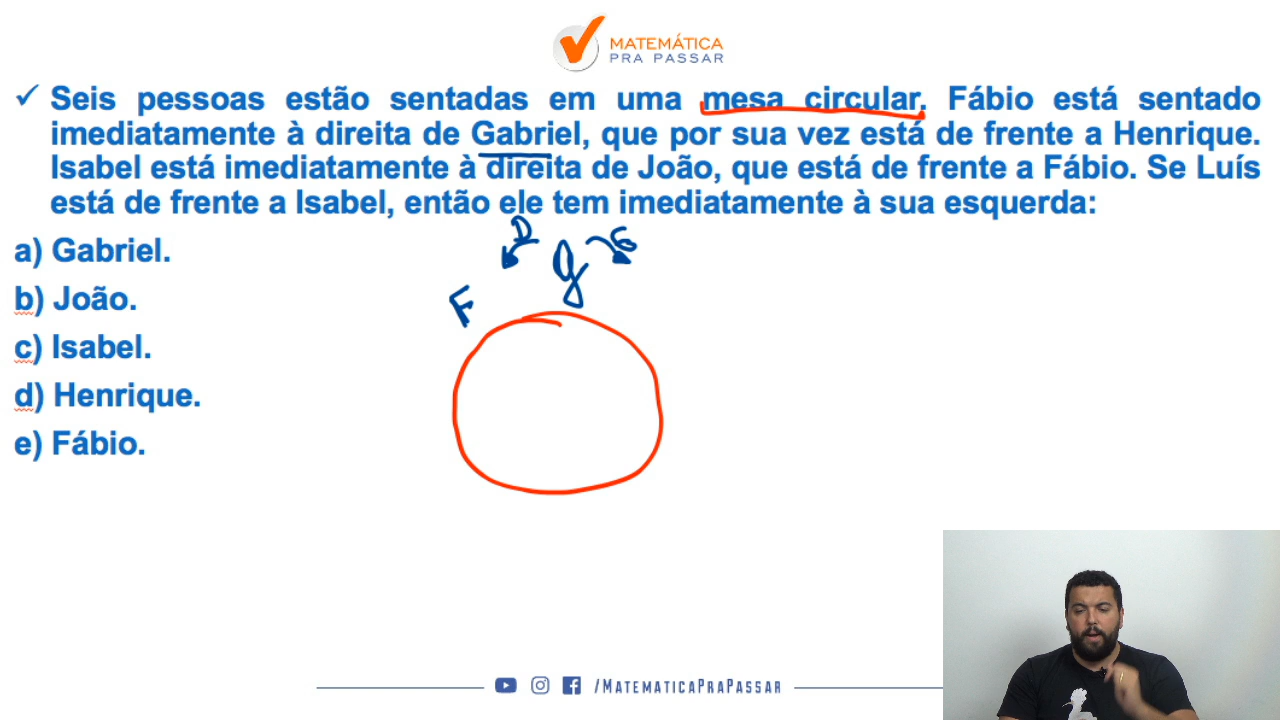 MATEMÁTICA
PRA PASSAR
✓ Seis pessoas estão sentadas em uma mesa circular. Fábio está sentado
imediatamente à direita de Gabriel, que por sua vez está de frente a Henrique.
Isabel está imediatamente à direita de João, que está de frente a Fábio. Se Luís
está de frente a Isabel, então ele tem imediatamente à sua esquerda:
a) Gabriel.
b) João.
c) Isabel.
d) Henrique.
e) Fábio.
D
F
g
/MATEMATICAPRAPASSAR